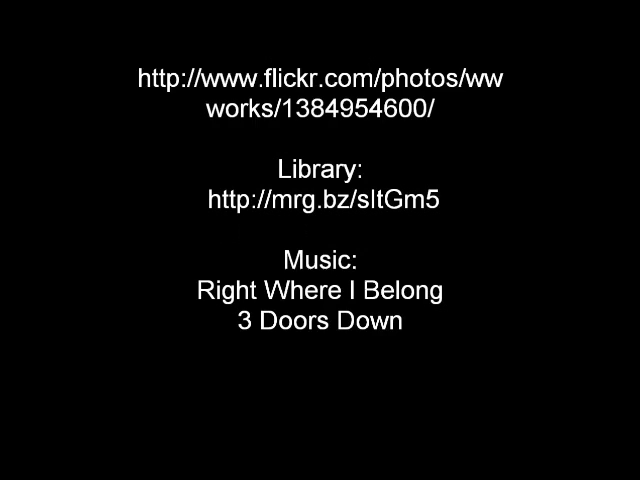 http://www.flickr.com/photos/ww
works/1384954600/
Library:
http://mrg.bz/sItGm5
Music:
Right Where I Belong
3 Doors Down